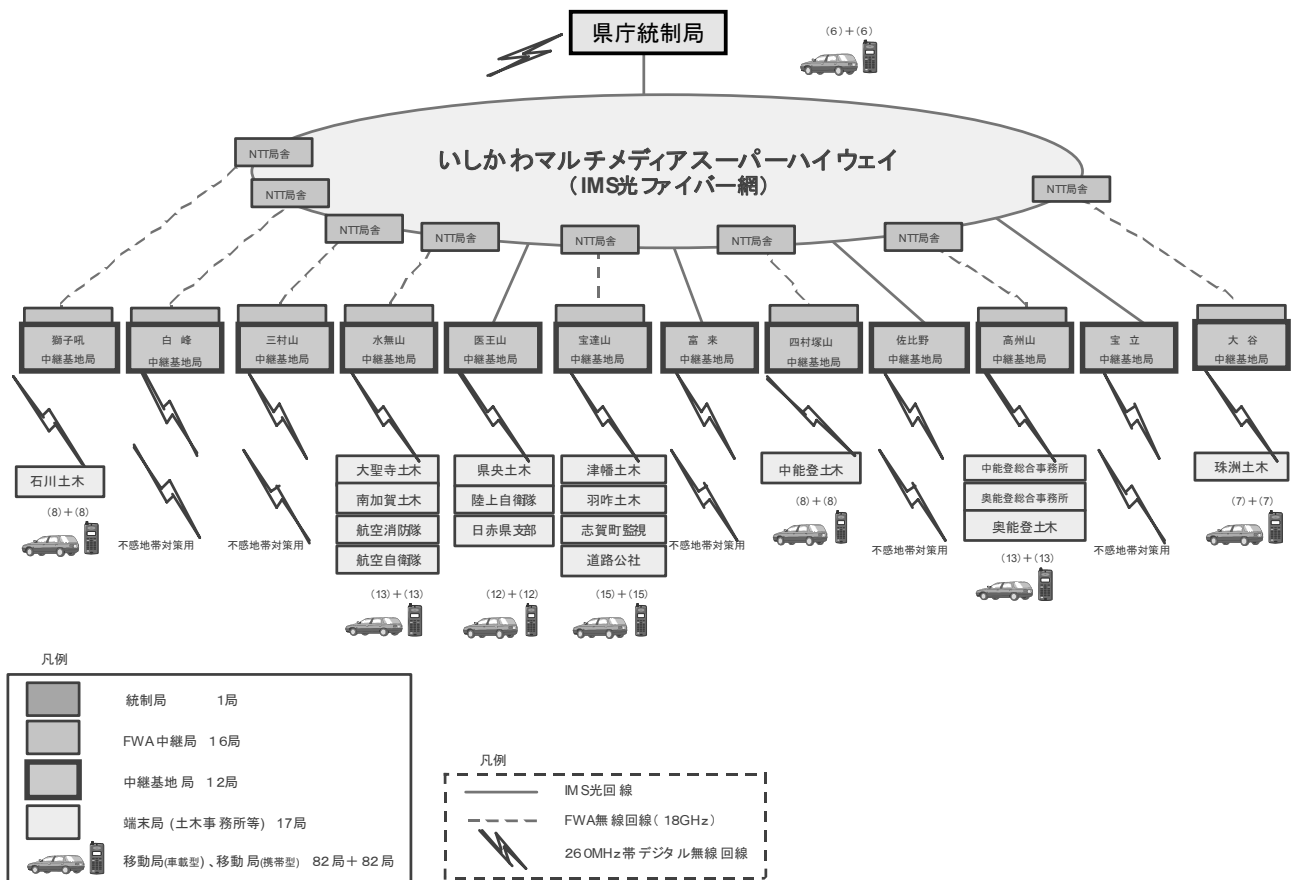 県庁統制局
(6)+(6)
いしかわマルチメディアスーパーハイウェイ
(IMS光ファイバー網)
NTT局舎
NTT局舎
NTT局舎
NTT局舎
NTT局舎
NTT局舎
NTT局舎
NTT局舎
獅子吼
中継基地局
白 峰
中継基地局
三村山
中継基地局
水無山
中継基地局
医王山
中継基地局
宝達山
中継基地局
富 来
中継基地局
四村塚山
中継基地局
佐比野
中継基地局
高州山
中継基地局
宝 立
中継基地局
大 谷
中継基地局
石川土木
(8)+(8)
不感地帯対策用
不感地帯対策用
大聖寺土木
南加賀土木
航空消防隊
航空自衛隊
(13)+(13)
県央土木
陸上自衛隊
日赤県支部
(12)+(12)
津幡土木
羽咋土木
志賀町監視
道路公社
(15)+(15)
不感地帯対策用
中能登土木
(8)+(8)
不感地帯対策用
中能登総合事務所
奥能登総合事務所
奥能登土木
(13)+(13)
不感地帯対策用
珠洲土木
(7)+(7)
凡例
統制局 1局
FWA中継局 16局
中継基地局 12局
端末局 (土木事務所等) 17局
移動局(車載型)、移動局(携帯型) 82局+82局
凡例
IMS光回線
FWA無線回線(18GHz)
260MHz帯デジタル無線回線